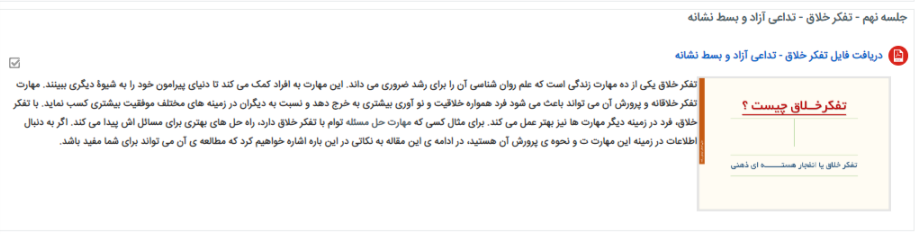 جلسه نهم - تفکر خلاق - تداعی آزاد و بسط نشانه
دریافت فایل تفکر خلاق - تداعی آزاد و بسط نشانه
تفکر خلاق یکی از ده مهارت زندگی است که علم روان شناسی آن را برای رشد ضروری می داند. این مهارت به افراد کمک می کند تا دنیای پیرامون خود را به شیوهٔ دیگری ببینند. مهارت
تفکر خلاقانه و پرورش آن می تواند باعث می شود فرد همواره خلاقیت و نو آوری بیشتری به خرج دهد و نسبت به دیگران در زمینه های مختلف موفقیت بیشتری کسب نماید. با تفکر
خلاق، فرد در زمینه دیگر مهارت ها نیز بهتر عمل می کند. برای مثال کسی که مهارت حل مسئله توام با تفکر خلاق دارد، راه حل های بهتری برای مسائل اش پیدا می کند. اگر به دنبال
اطلاعات در زمینه این مهارت ت و نحوه ی پرورش آن هستید، در ادامه ی این مقاله به نکاتی در این باره اشاره خواهیم کرد که مطالعه ی آن می تواند برای شما مفید باشد.
تفکر خــلاق چیست ؟
تفکر خلاق یا انفجار هستـــــه ای ذهنی